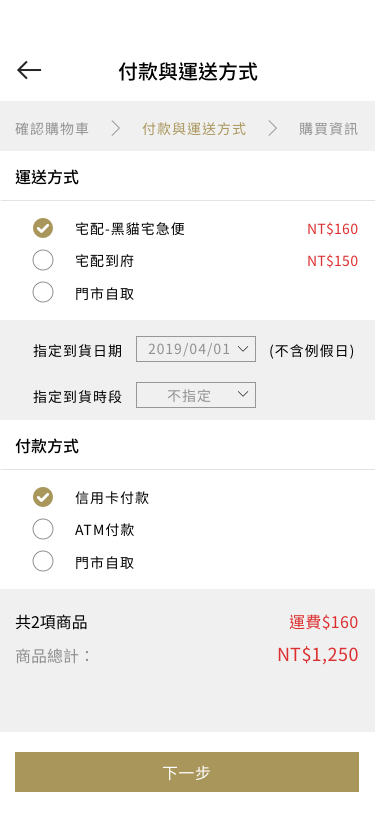 付款與運送方式
確認購物車 付款與運送方式 購買資訊
運送方式
宅配-黑貓宅急便 NT$160
宅配到府 NT$150
門市自取
指定到貨日期 2019/04/01 (不含例假日)
指定到貨時段 不指定
付款方式
信用卡付款
ATM付款
門市自取
共2項商品 運費$160
商品總計： NT$1,250
下一步